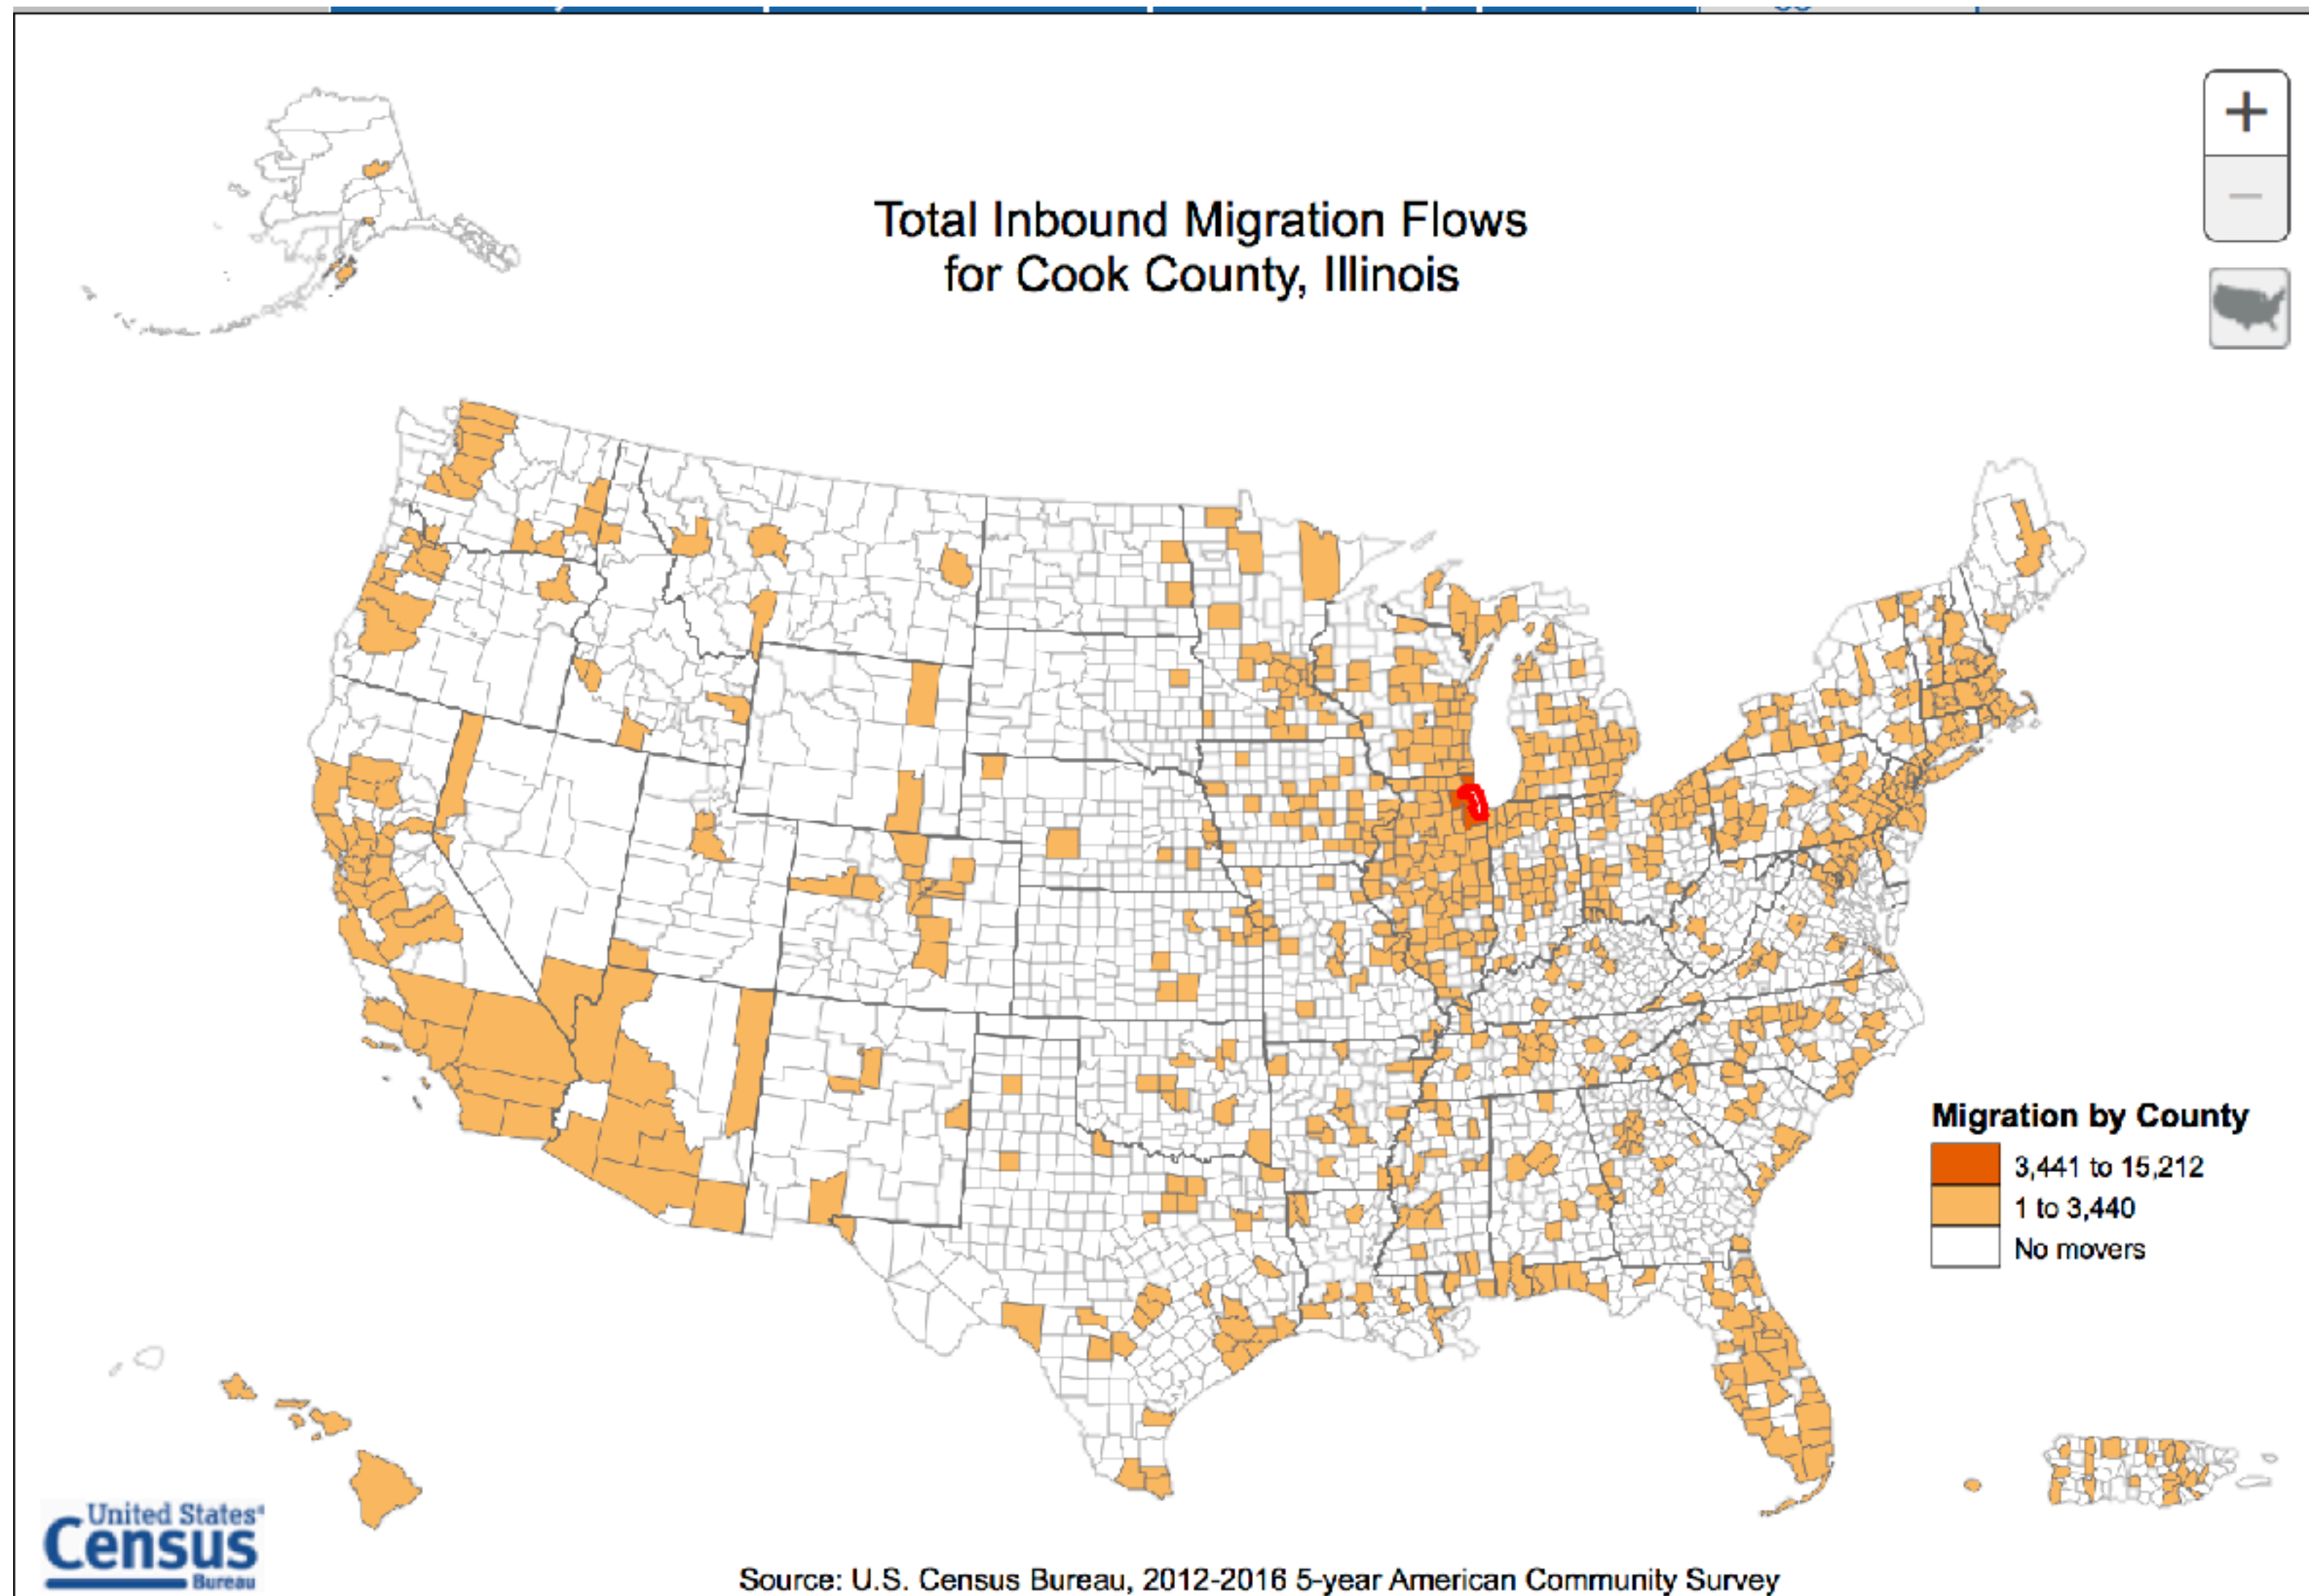 Total Inbound Migration Flows
for Cook County, Illinois
+
−
Migration by County
3,441 to 15,212
1 to 3,440
No movers
United States®
Census
Bureau
Source: U.S. Census Bureau, 2012-2016 5-year American Community Survey